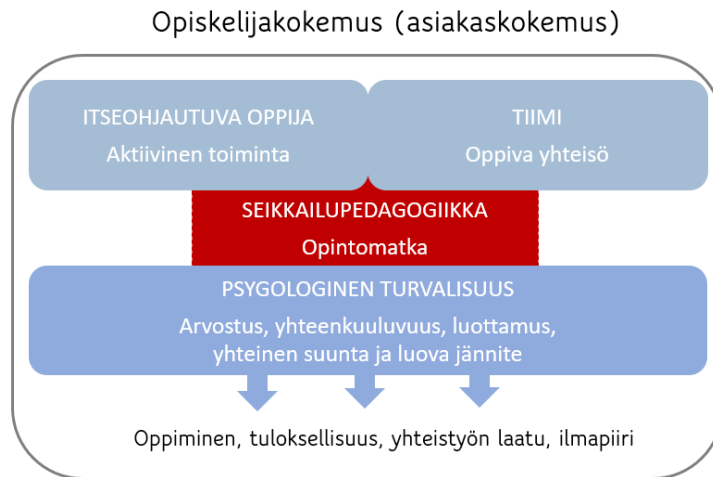 Opiskelijakokemus (asiakaskokemus)
ITSEOHJAUTUVA OPPIJA
Aktiivinen toiminta
TIIMI
Oppiva yhteisö
SEIKKAILUPEDAGOGIIKKA
Opintomatka
PSYGOLOGINEN TURVALISUUS
Arvostus, yhteenkuuluvuus, luottamus,
yhteinen suunta ja luova jännite
Oppiminen, tuloksellisuus, yhteistyön laatu, ilmapiiri